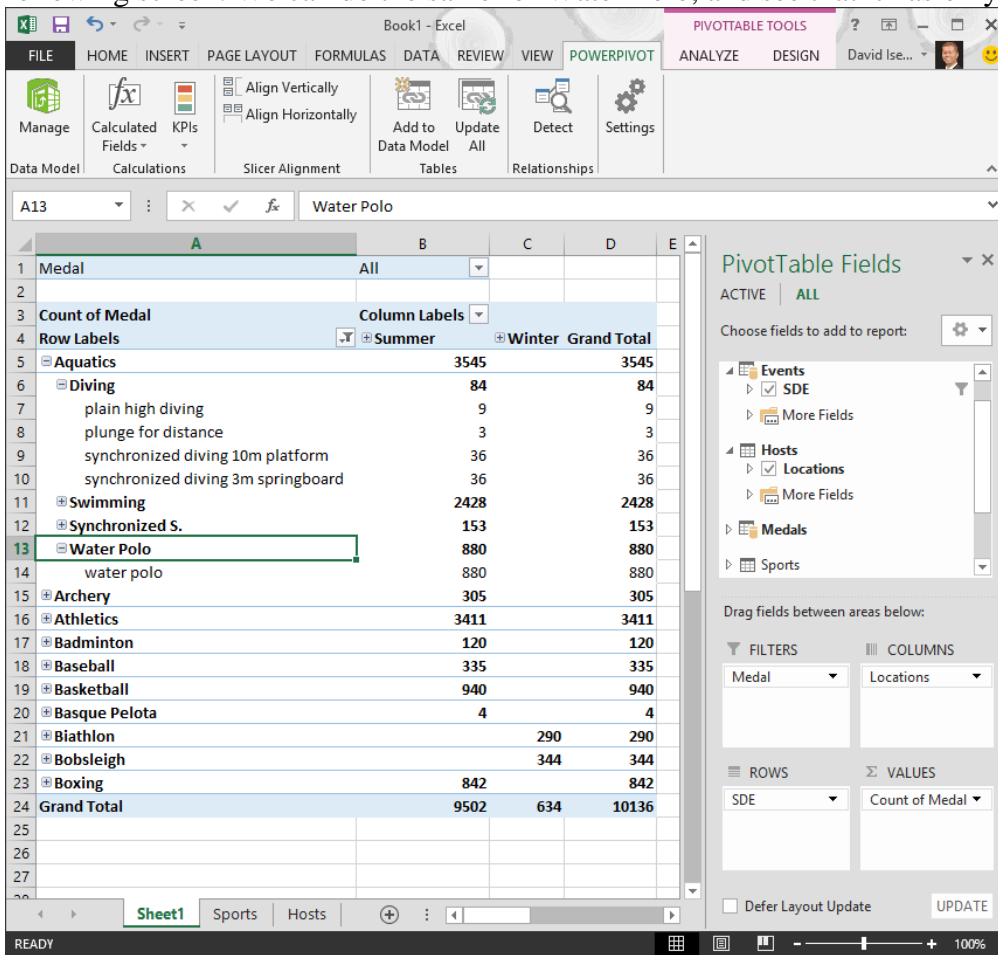 Book1 - Excel
PIVOTTABLE TOOLS
?
FILE HOME INSERT PAGE LAYOUT FORMULAS DATA REVIEW VIEW POWERPIVOT ANALYZE DESIGN David Ise...
Align Vertically
Align Horizontally
Manage
Calculated Fields
KPIs
Add to Data Model
Update All
Detect
Settings
Data Model Calculations Slicer Alignment Tables Relationships
A13 fx Water Polo
A B C D E
1 Medal All
2
3 Count of Medal Column Labels
4 Row Labels Summer Winter Grand Total
5 Aquatics 3545 3545
6 Diving 84 84
7 plain high diving 9 9
8 plunge for distance 3 3
9 synchronized diving 10m platform 36 36
10 synchronized diving 3m springboard 36 36
11 Swimming 2428 2428
12 Synchronized S. 153 153
13 Water Polo 880 880
14 water polo 880 880
15 Archery 305 305
16 Athletics 3411 3411
17 Badminton 120 120
18 Baseball 335 335
19 Basketball 940 940
20 Basque Pelota 4 4
21 Biathlon 290 290
22 Bobsleigh 344 344
23 Boxing 842 842
24 Grand Total 9502 634 10136
25
26
27
PivotTable Fields
ACTIVE ALL
Choose fields to add to report:
Events
SDE
More Fields
Hosts
Locations
More Fields
Medals
Sports
Drag fields between areas below:
FILTERS COLUMNS
Medal Locations
ROWS Σ VALUES
SDE Count of Medal
Defer Layout Update UPDATE
Sheet1 Sports Hosts
READY 100%